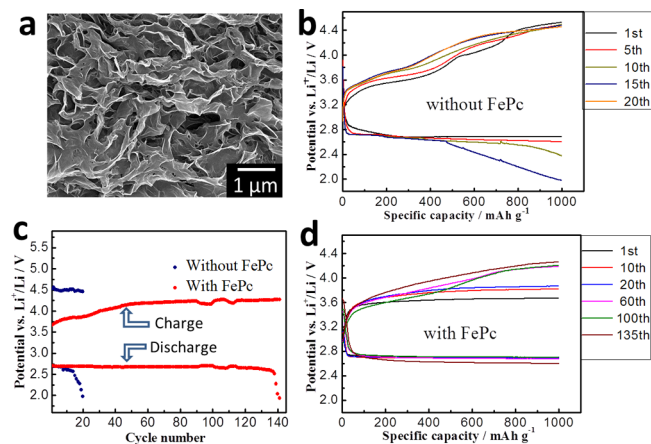 a
1 μm
b
Potential vs. Li⁺/Li / V
4.4
4.0
3.6
3.2
2.8
2.4
2.0
without FePc
1st
5th
10th
15th
20th
0 200 400 600 800 1000
Specific capacity / mAh g⁻¹
c
Potential vs. Li⁺/Li / V
5.5
5.0
4.5
4.0
3.5
3.0
2.5
2.0
Without FePc
With FePc
Charge
Discharge
20 40 60 80 100 120 140
Cycle number
d
Potential vs. Li⁺/Li / V
4.8
4.4
4.0
3.6
3.2
2.8
2.4
2.0
with FePc
1st
10th
20th
60th
100th
135th
0 200 400 600 800 1000
Specific capacity / mAh g⁻¹